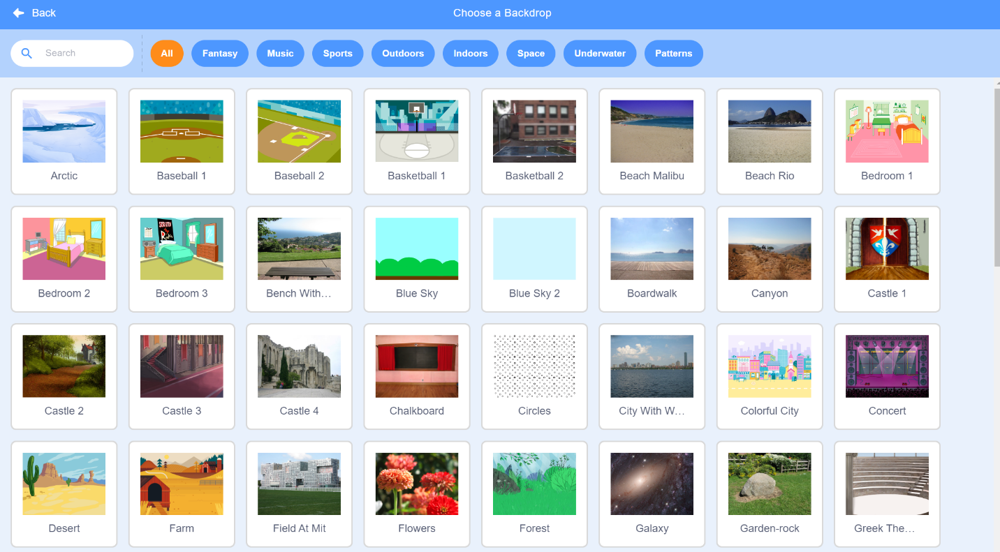 Back
Choose a Backdrop
Search
All
Fantasy
Music
Sports
Outdoors
Indoors
Space
Underwater
Patterns
Arctic
Baseball 1
Baseball 2
Basketball 1
Basketball 2
Beach Malibu
Beach Rio
Bedroom 1
Bedroom 2
Bedroom 3
Bench With…
Blue Sky
Blue Sky 2
Boardwalk
Canyon
Castle 1
Castle 2
Castle 3
Castle 4
Chalkboard
Circles
City With W…
Colorful City
Concert
Desert
Farm
Field At Mit
Flowers
Forest
Galaxy
Garden-rock
Greek The…